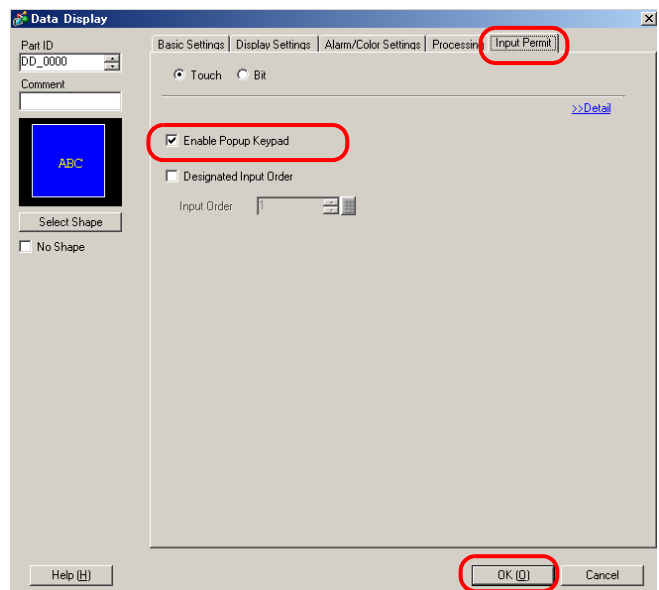 Data Display
Part ID
DD_0000
Comment
ABC
Select Shape
No Shape
Basic Settings Display Settings Alarm/Color Settings Processing Input Permit
Touch Bit
>>Detail
Enable Popup Keypad
Designated Input Order
Input Order 1
Help (H) OK (O) Cancel